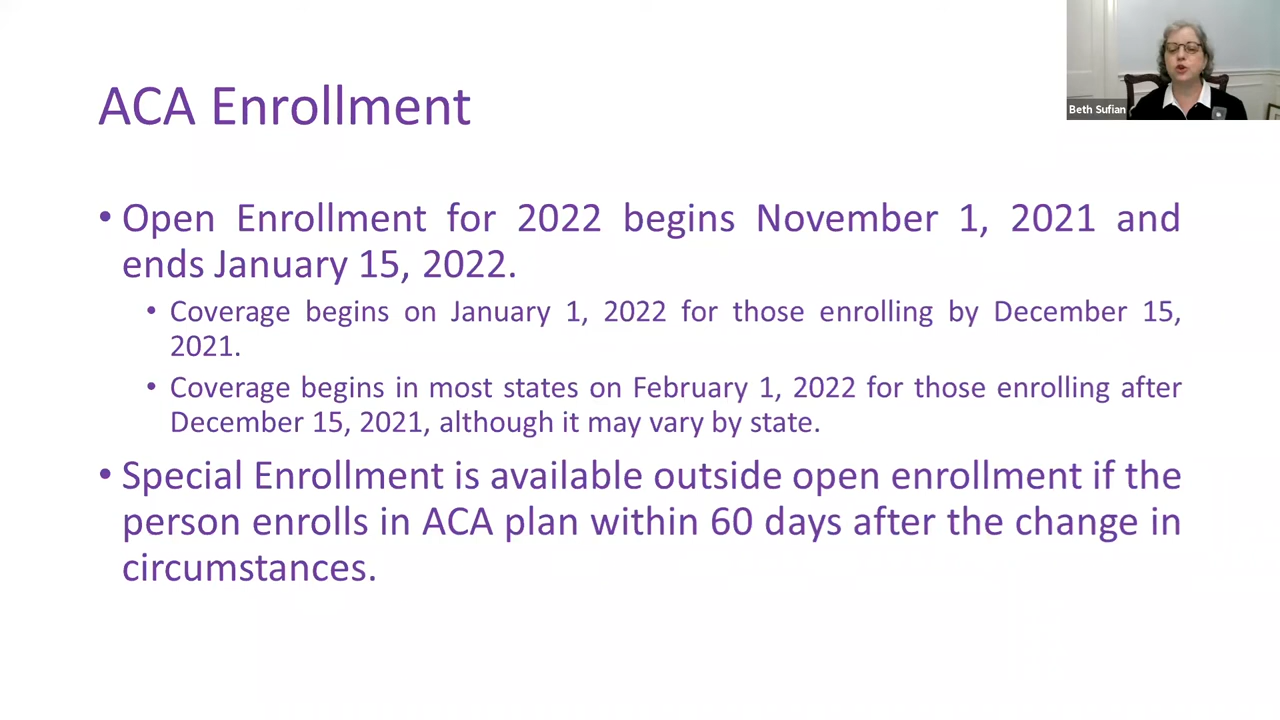 ACA Enrollment
Beth Sufian
• Open Enrollment for 2022 begins November 1, 2021 and
ends January 15, 2022.
• Coverage begins on January 1, 2022 for those enrolling by December 15,
2021.
• Coverage begins in most states on February 1, 2022 for those enrolling after
December 15, 2021, although it may vary by state.
• Special Enrollment is available outside open enrollment if the
person enrolls in ACA plan within 60 days after the change in
circumstances.